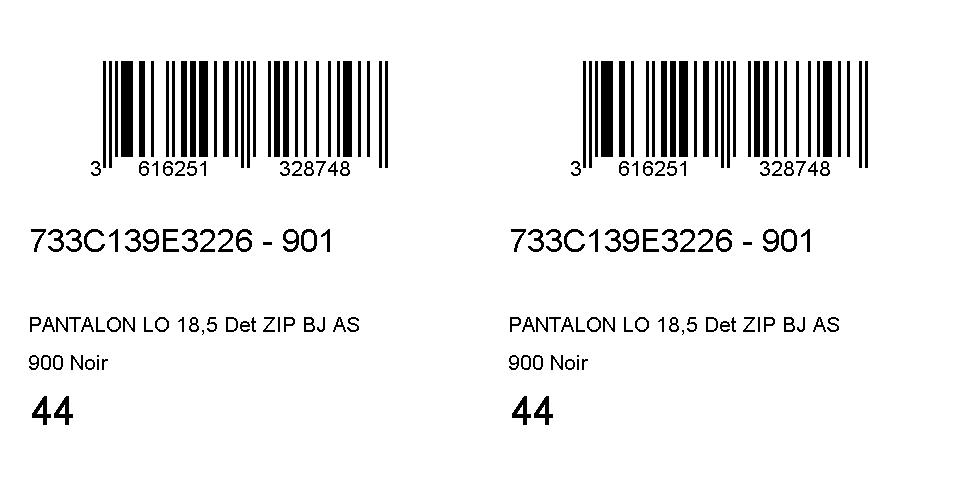 3 616251 328748
733C139E3226 - 901
PANTALON LO 18,5 Det ZIP BJ AS
900 Noir
44
3 616251 328748
733C139E3226 - 901
PANTALON LO 18,5 Det ZIP BJ AS
900 Noir
44